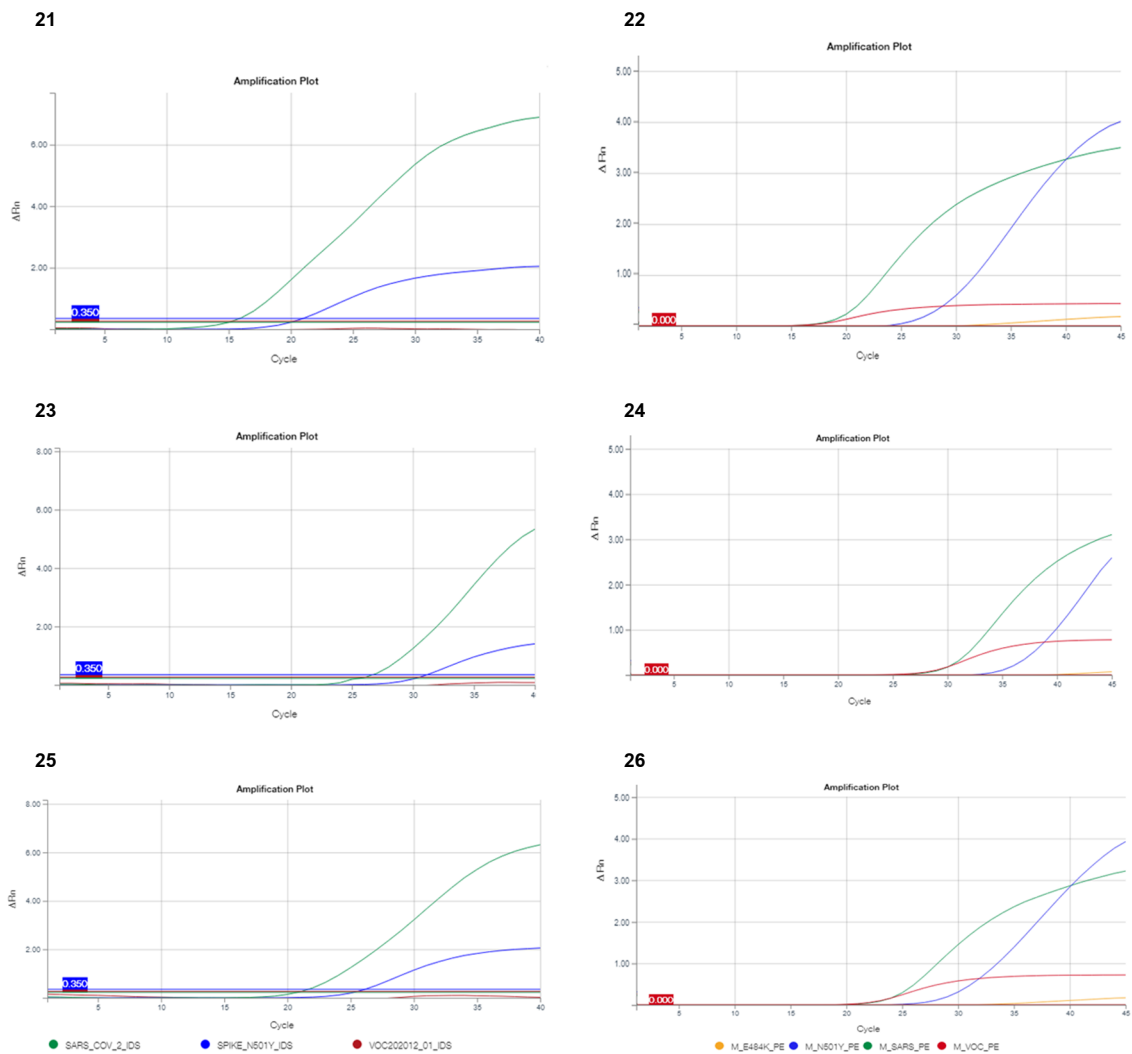 21
22
Amplification Plot
Amplification Plot
5.00
4.00
3.00
2.00
1.00
ΔRn
0.000
5 10 15 20 25 30 35 40 45
Cycle
6.00
4.00
2.00
ΔRn
0.350
5 10 15 20 25 30 35 40
Cycle
23
24
Amplification Plot
8.00
6.00
4.00
2.00
ΔRn
0.350
5 10 15 20 25 30 35 40
Cycle
Amplification Plot
5.00
4.00
3.00
2.00
1.00
ΔRn
0.000
5 10 15 20 25 30 35 40 45
Cycle
25
26
Amplification Plot
8.00
6.00
4.00
2.00
ΔRn
0.350
5 10 15 20 25 30 35 40
Cycle
Amplification Plot
5.00
4.00
3.00
2.00
1.00
ΔRn
0.000
5 10 15 20 25 30 35 40 45
Cycle
SARS_COV_2_IDS SPIKE_N501Y_IDS VOC202012_01_IDS
M_E484K_PE M_N501Y_PE M_SARS_PE M_VOC_PE